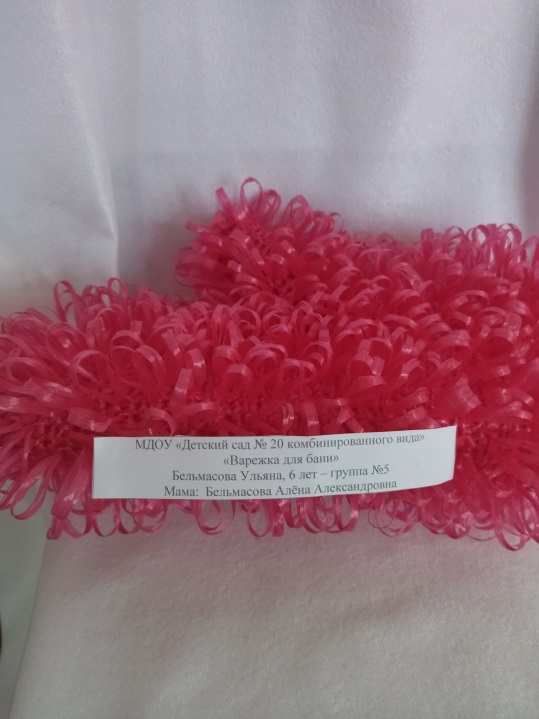 МДОУ «Детский сад № 20 комбинированного вида»
«Варежка для бани»
Бельмасова Ульяна, 6 лет – группа №5
Мама:  Бельмасова Алёна Александровна